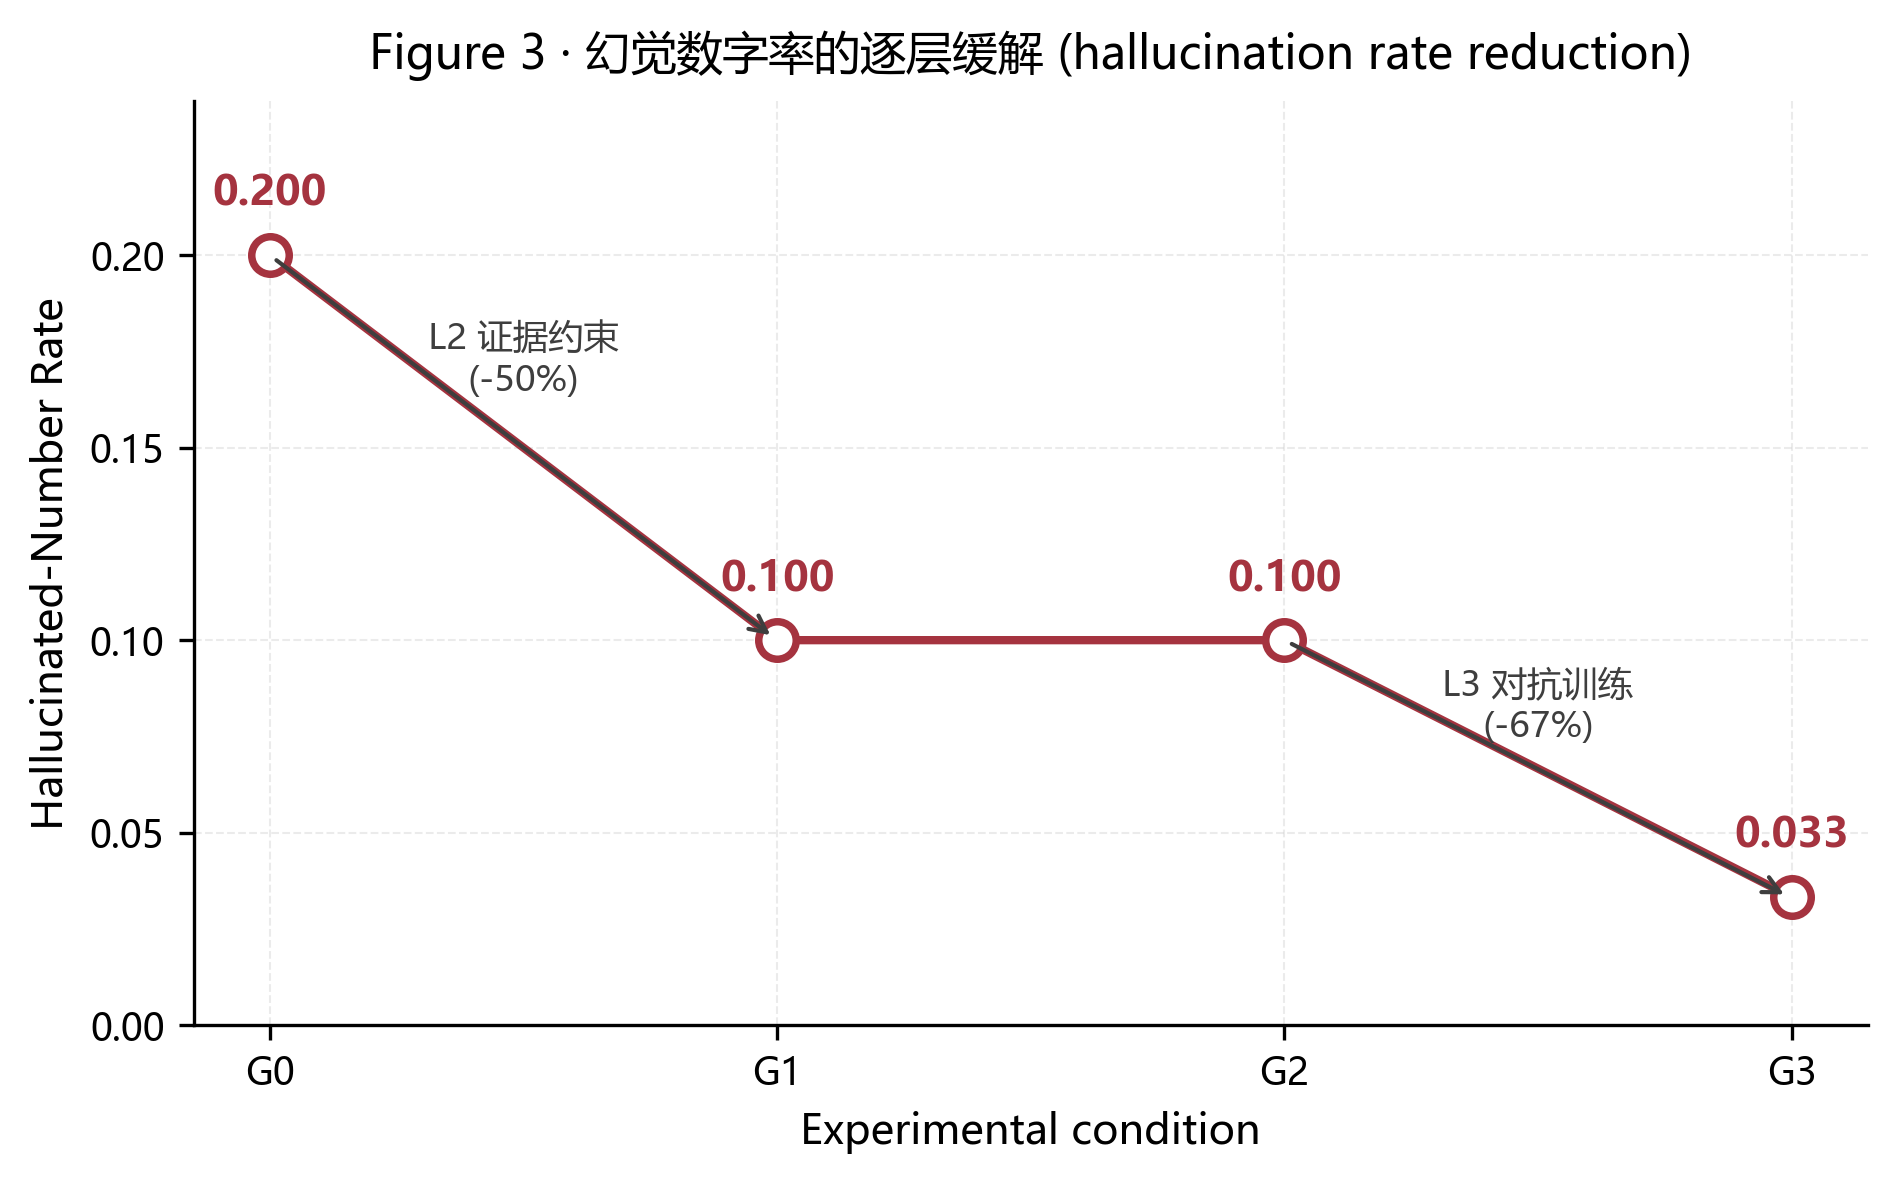 Figure 3 · 幻觉数字率的逐层缓解 (hallucination rate reduction)
Hallucinated-Number Rate
0.20
0.15
0.10
0.05
0.00
0.200
L2 证据约束
(-50%)
0.100
0.100
L3 对抗训练
(-67%)
0.033
G0
G1
G2
G3
Experimental condition